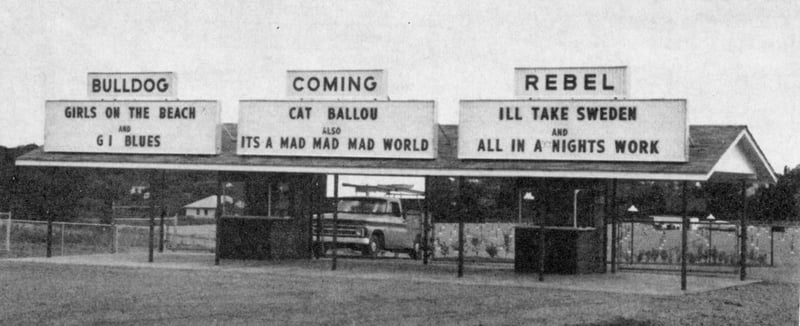 BULLDOG
GIRLS ON THE BEACH
AND
G I BLUES
COMING
CAT BALLOU
ALSO
ITS A MAD MAD MAD WORLD
REBEL
ILL TAKE SWEDEN
AND
ALL IN A NIGHTS WORK